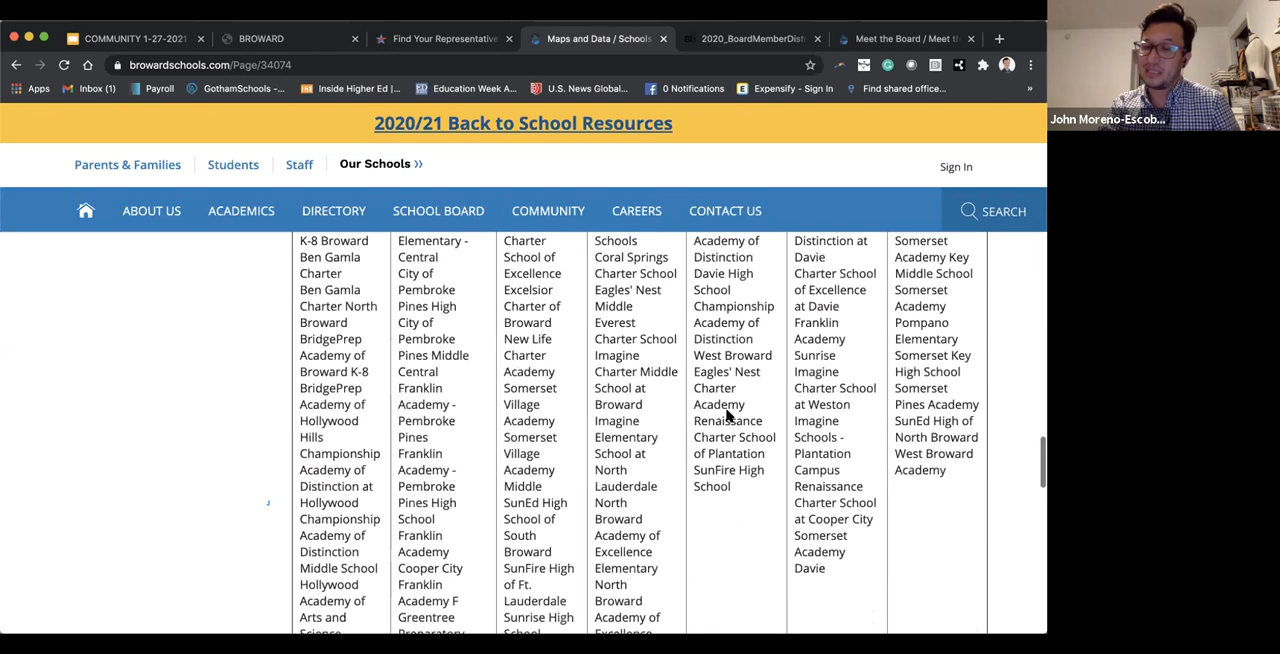 COMMUNITY 1-27-2021
BROWARD
Find Your Representative
Maps and Data / Schools
2020_BoardMemberDist
Meet the Board / Meet th
browardschools.com/Page/34074
Apps
Inbox (1)
Payroll
GothamSchools -...
Inside Higher Ed |...
Education Week A...
U.S. News Global...
0 Notifications
Expensify - Sign In
Find shared office...
»
John Moreno-Escob...
2020/21 Back to School Resources
Parents & Families
Students
Staff
Our Schools »
Sign In
ABOUT US
ACADEMICS
DIRECTORY
SCHOOL BOARD
COMMUNITY
CAREERS
CONTACT US
SEARCH
K-8 Broward
Ben Gamla
Charter
Ben Gamla
Charter North
Broward
BridgePrep
Academy of
Broward K-8
BridgePrep
Academy of
Hollywood
Hills
Championship
Academy of
Distinction at
Hollywood
Championship
Academy of
Distinction
Middle School
Hollywood
Academy of
Arts and
Science
Elementary -
Central
City of
Pembroke
Pines High
City of
Pembroke
Pines Middle
Central
Franklin
Academy -
Pembroke
Pines
Franklin
Academy -
Pembroke
Pines High
School
Franklin
Academy
Cooper City
Franklin
Academy F
Greentree
Preparatory
Charter
School of
Excellence
Excelsior
Charter of
Broward
New Life
Charter
Academy
Somerset
Village
Academy
Somerset
Village
Academy
Middle
SunEd High
School of
South
Broward
SunFire High
of Ft.
Lauderdale
Sunrise High
School
Schools
Coral Springs
Charter School
Eagles' Nest
Middle
Everest
Charter School
Imagine
Charter Middle
School at
Broward
Imagine
Elementary
School at
North
Lauderdale
North
Broward
Academy of
Excellence
Elementary
North
Broward
Academy of
Excellence
Academy of
Distinction
Davie High
School
Championship
Academy of
Distinction
West Broward
Eagles' Nest
Charter
Academy
Renaissance
Charter School
of Plantation
SunFire High
School
Distinction at
Davie
Charter School
of Excellence
at Davie
Franklin
Academy
Sunrise
Imagine
Charter School
at Weston
Imagine
Schools -
Plantation
Campus
Renaissance
Charter School
at Cooper City
Somerset
Academy
Davie
Somerset
Academy Key
Middle School
Somerset
Academy
Pompano
Elementary
Somerset Key
High School
Somerset
Pines Academy
SunEd High of
North Broward
West Broward
Academy